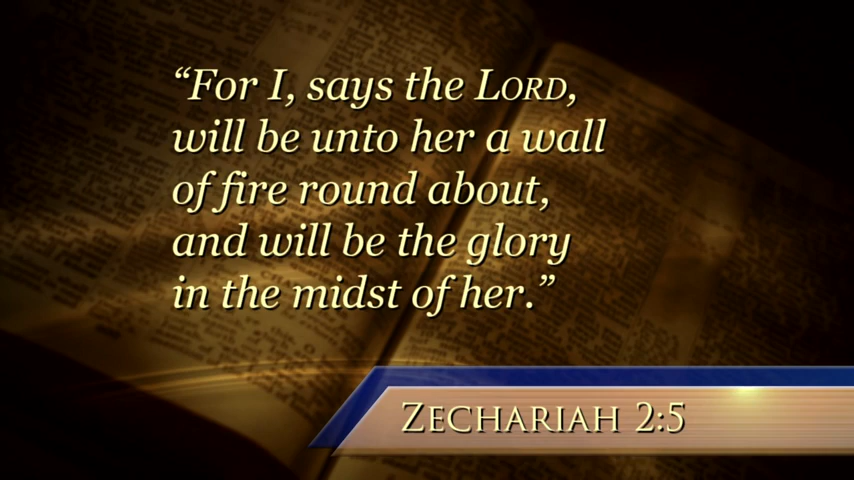 “For I, says the LORD,
will be unto her a wall
of fire round about,
and will be the glory
in the midst of her.”
ZECHARIAH 2:5